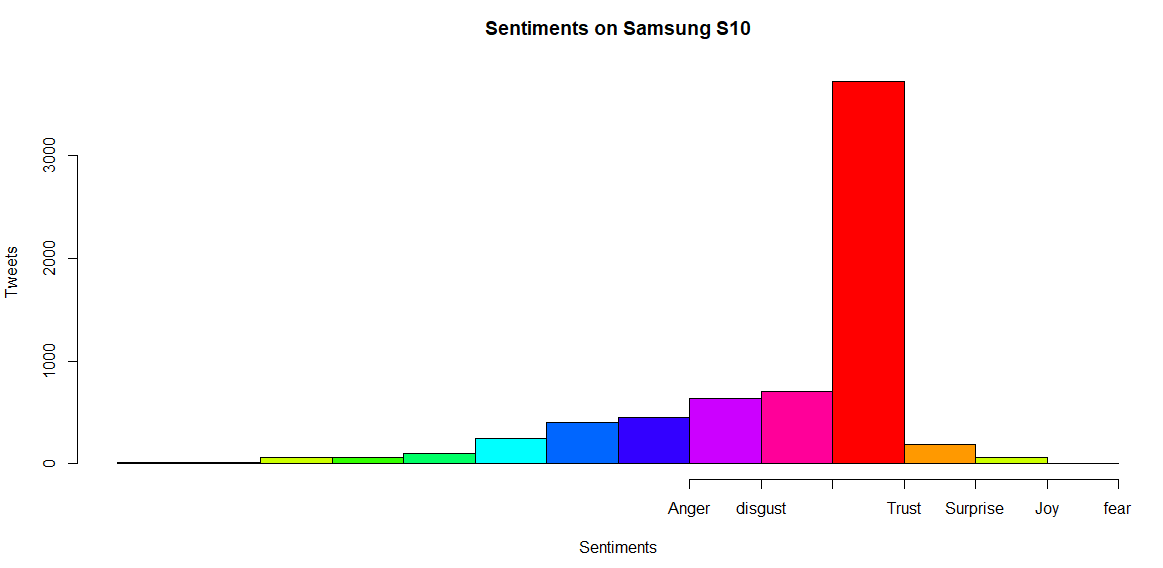 Sentiments on Samsung S10
Tweets
3000
2000
1000
0
Anger disgust Trust Surprise Joy fear
Sentiments